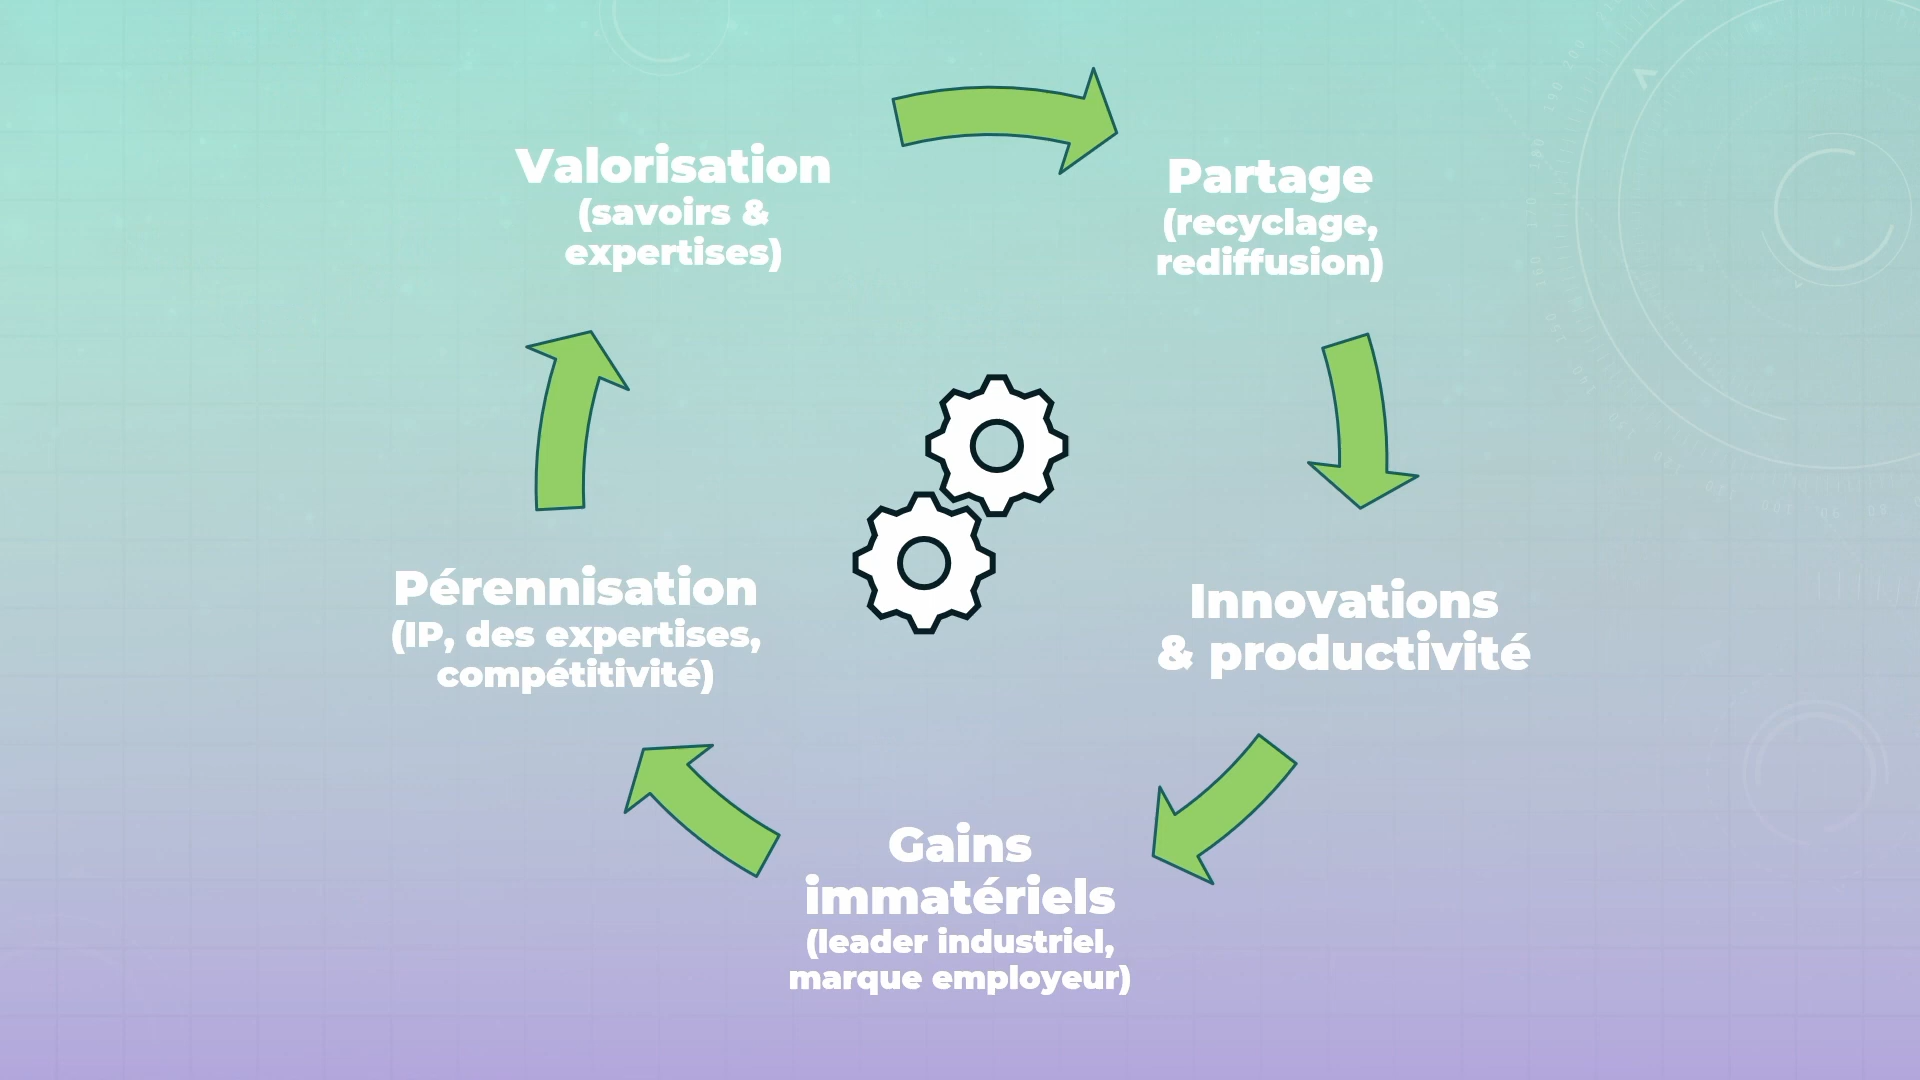 Valorisation
(savoirs &
expertises)
Partage
(recyclage,
rediffusion)
Innovations
& productivité
Gains
immatériels
(leader industriel,
marque employeur)
Pérennisation
(IP, des expertises,
compétitivité)